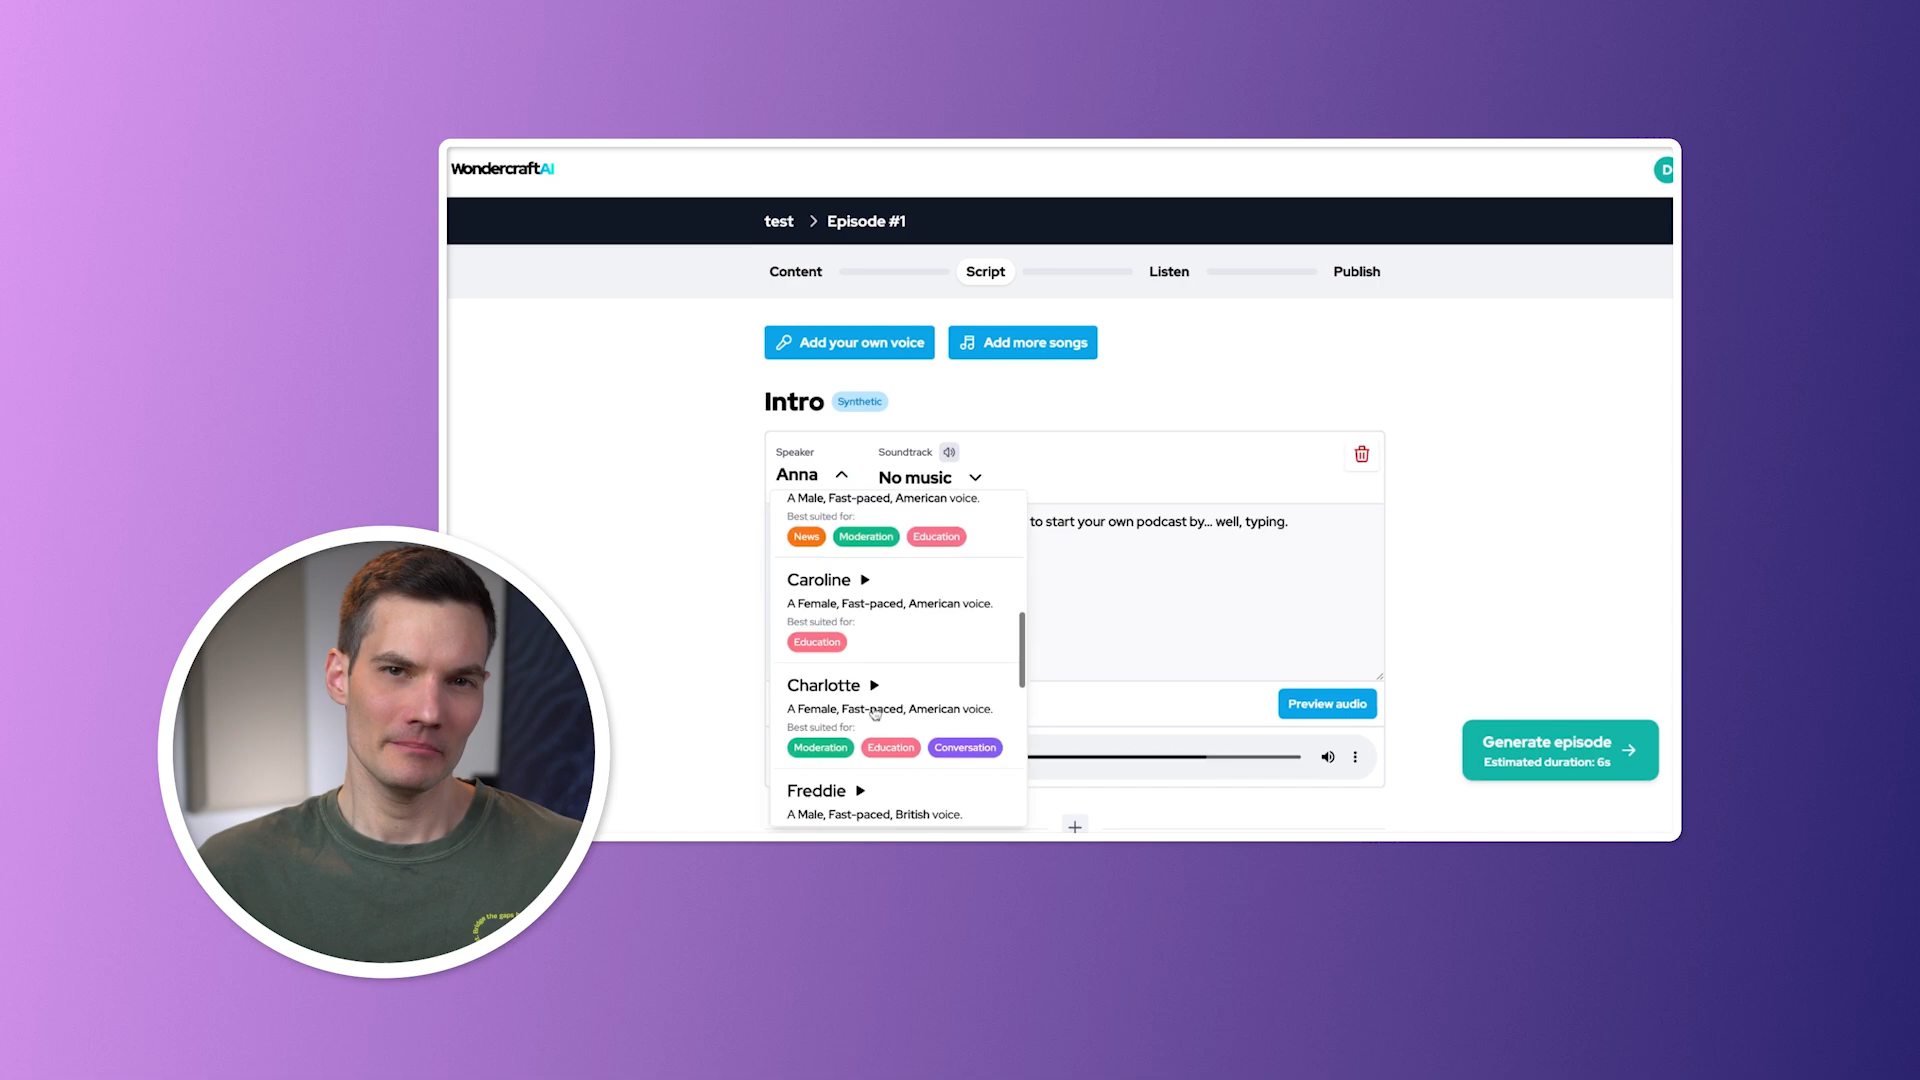 WondercraftAI
D
test > Episode #1
Content Script Listen Publish
Add your own voice Add more songs
Intro Synthetic
Speaker Soundtrack
Anna No music
A Male, Fast-paced, American voice.
Best suited for:
News Moderation Education
to start your own podcast by... well, typing.
Caroline
A Female, Fast-paced, American voice.
Best suited for:
Education
Charlotte
A Female, Fast-paced, American voice.
Best suited for:
Moderation Education Conversation
Preview audio
Generate episode
Estimated duration: 6s
Freddie
A Male, Fast-paced, British voice.
Bridge the gaps